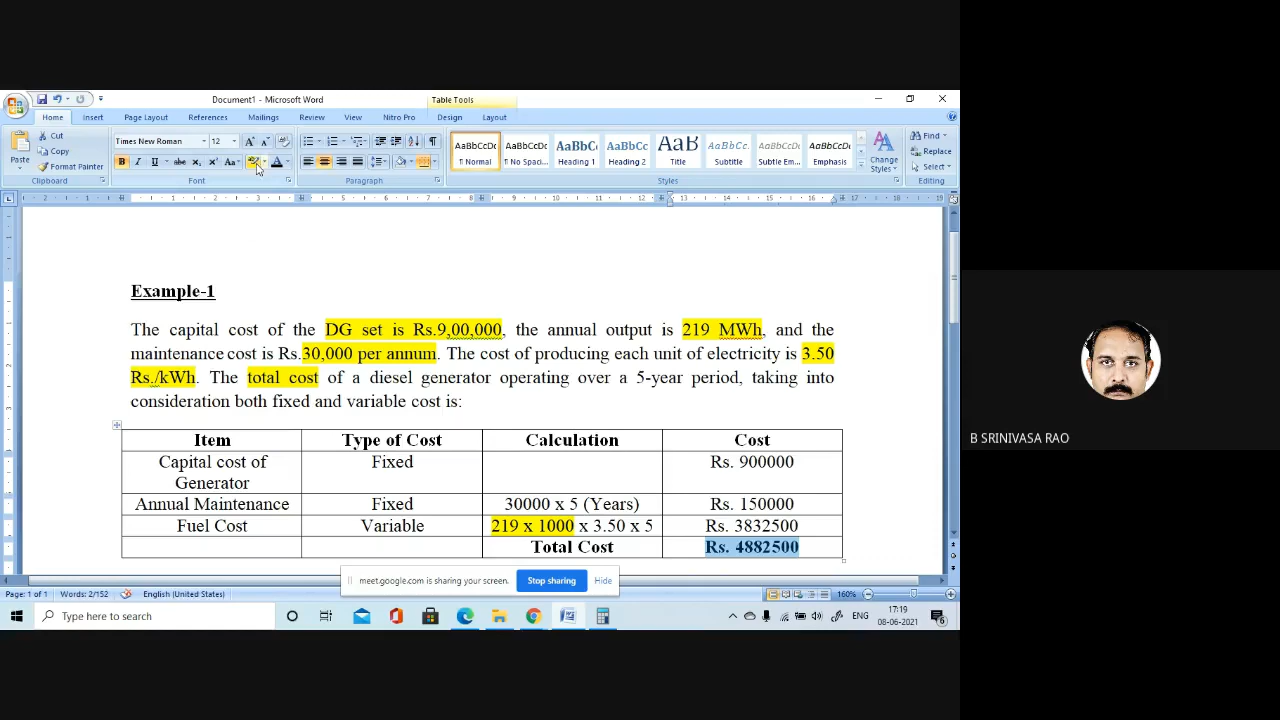 Document1 - Microsoft Word
Table Tools
Home Insert Page Layout References Mailings Review View Nitro Pro Design Layout
Paste
Cut
Copy
Format Painter
Clipboard
Times New Roman 12
Font
Paragraph
AaBbCcDc AaBbCcDc AaBbC AaBbCc AaB AaBbCc. AaBbCcDc AaBbCcDc
¶ Normal ¶ No Spaci... Heading 1 Heading 2 Title Subtitle Subtle Em... Emphasis
Change Styles
Styles
Find
Replace
Select
Editing
Example-1
The capital cost of the DG set is Rs.9,00,000, the annual output is 219 MWh, and the
maintenance cost is Rs.30,000 per annum. The cost of producing each unit of electricity is 3.50
Rs./kWh. The total cost of a diesel generator operating over a 5-year period, taking into
consideration both fixed and variable cost is:
Item Type of Cost Calculation Cost
Capital cost of Generator Fixed Rs. 900000
Annual Maintenance Fixed 30000 x 5 (Years) Rs. 150000
Fuel Cost Variable 219 x 1000 x 3.50 x 5 Rs. 3832500
Total Cost Rs. 4882500
meet.google.com is sharing your screen. Stop sharing Hide
Page: 1 of 1 Words: 2/152 English (United States) 160%
Type here to search
ENG
17:19
08-06-2021
B SRINIVASA RAO